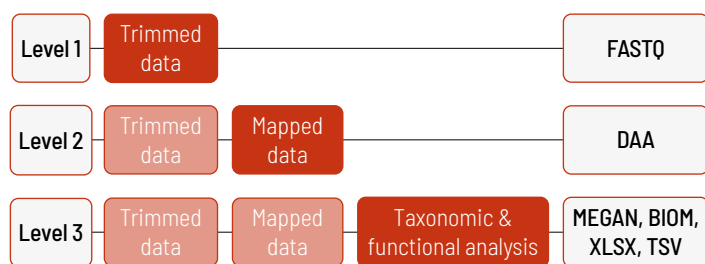 Level 1
Trimmed
data
FASTQ
Level 2
Trimmed
data
Mapped
data
DAA
Level 3
Trimmed
data
Mapped
data
Taxonomic &
functional analysis
MEGAN, BIOM,
XLSX, TSV